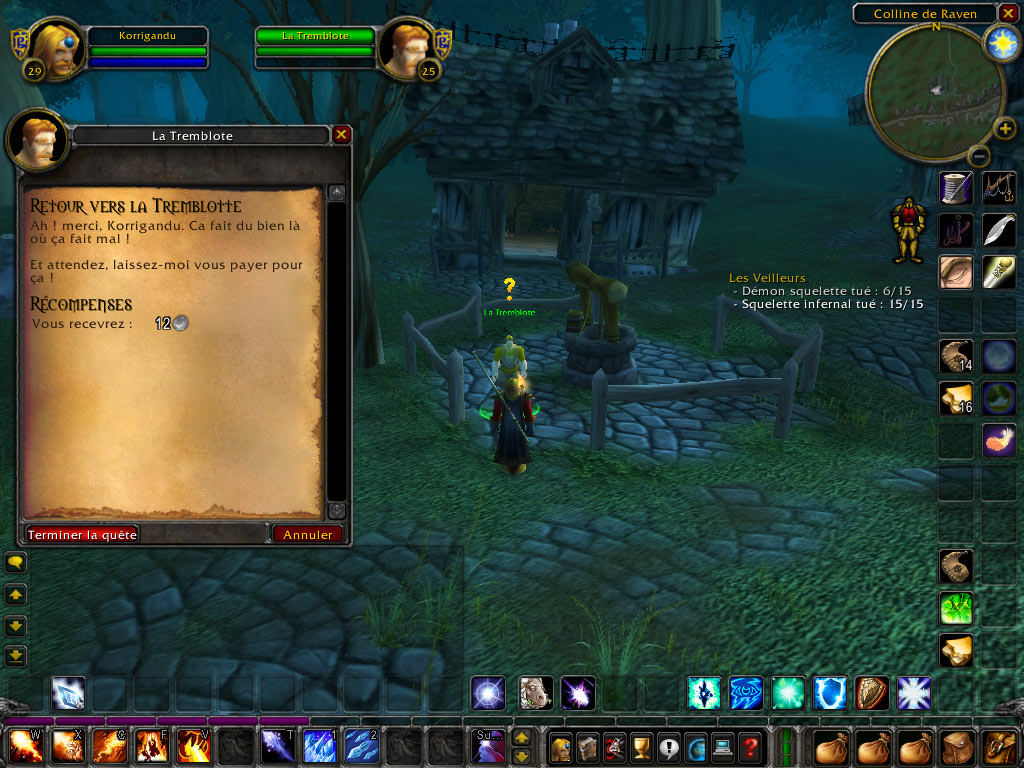 Korrigandu
29
La Tremblote
25
Colline de Raven
N
La Tremblote
Retour vers la Tremblotte
Ah ! merci, Korrigandu. Ca fait du bien là
où ça fait mal !
Et attendez, laissez-moi vous payer pour
ça !
Récompenses
Vous recevrez : 12
Terminer la quête
Annuler
La Tremblote
Les Veilleurs
- Démon squelette tué : 6/15
- Squelette infernal tué : 15/15
14
16
W
X
C
F
V
T
1
2
Su...